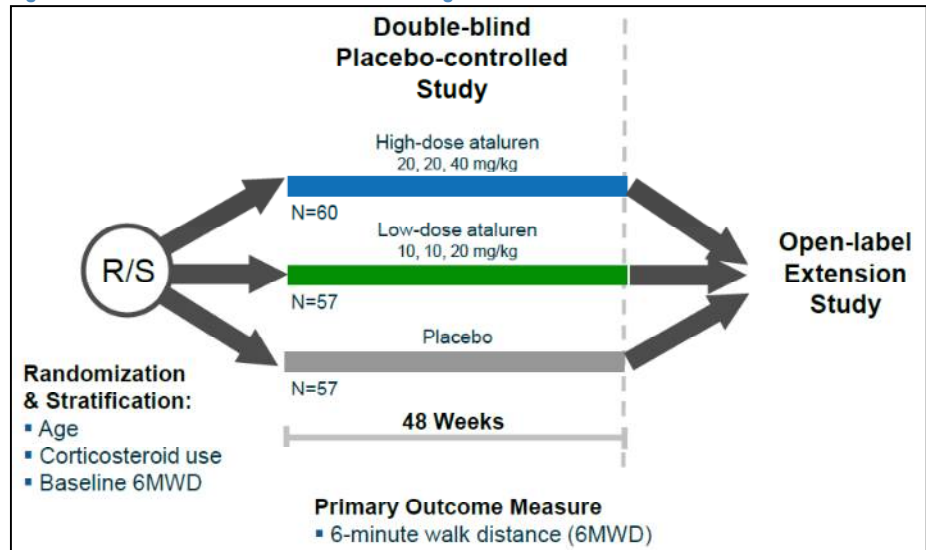 Double-blind
Placebo-controlled
Study
High-dose ataluren
20, 20, 40 mg/kg
N=60
Low-dose ataluren
10, 10, 20 mg/kg
N=57
Placebo
N=57
R/S
Open-label
Extension
Study
Randomization
& Stratification:
▪ Age
▪ Corticosteroid use
▪ Baseline 6MWD
48 Weeks
Primary Outcome Measure
▪ 6-minute walk distance (6MWD)